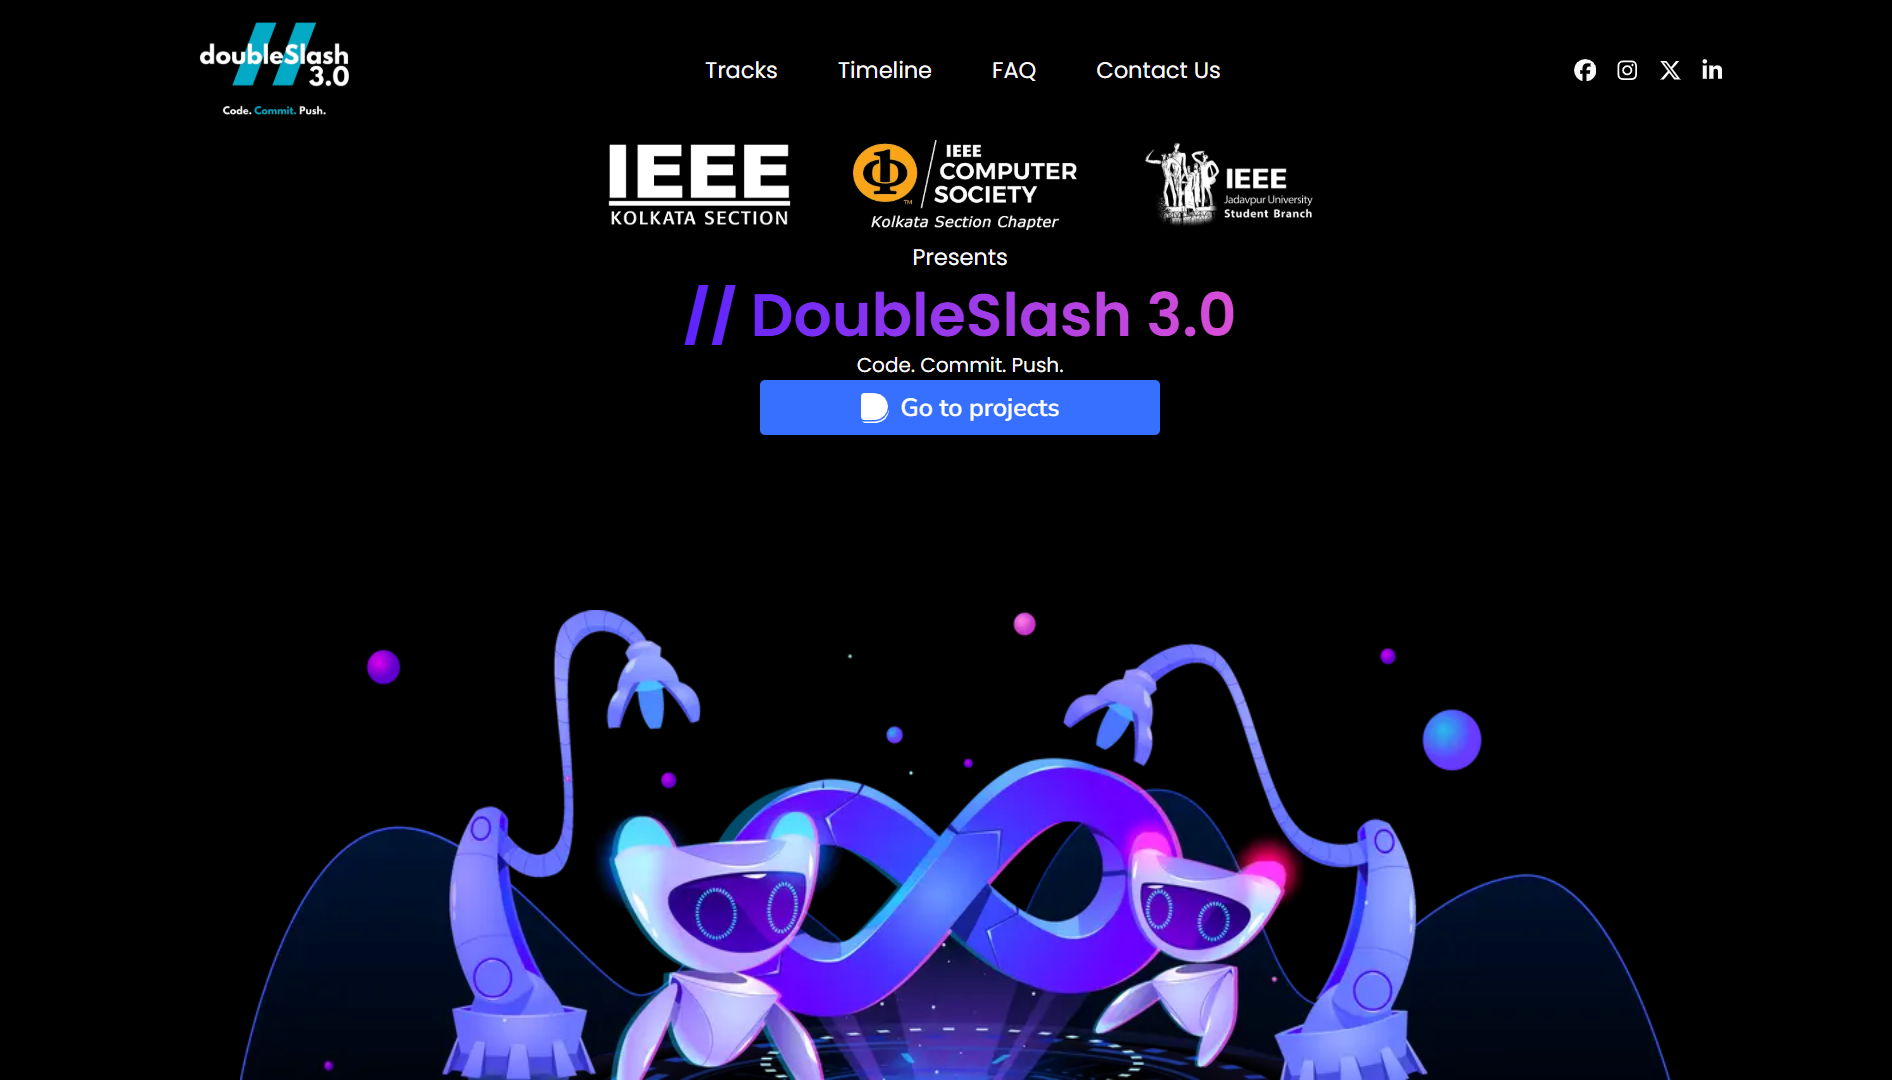 doubleSlash
3.0
Code. Commit. Push.
Tracks
Timeline
FAQ
Contact Us
IEEE
KOLKATA SECTION
IEEE
COMPUTER
SOCIETY
TM
Kolkata Section Chapter
IEEE
Jadavpur University
Student Branch
Presents
// DoubleSlash 3.0
Code. Commit. Push.
Go to projects